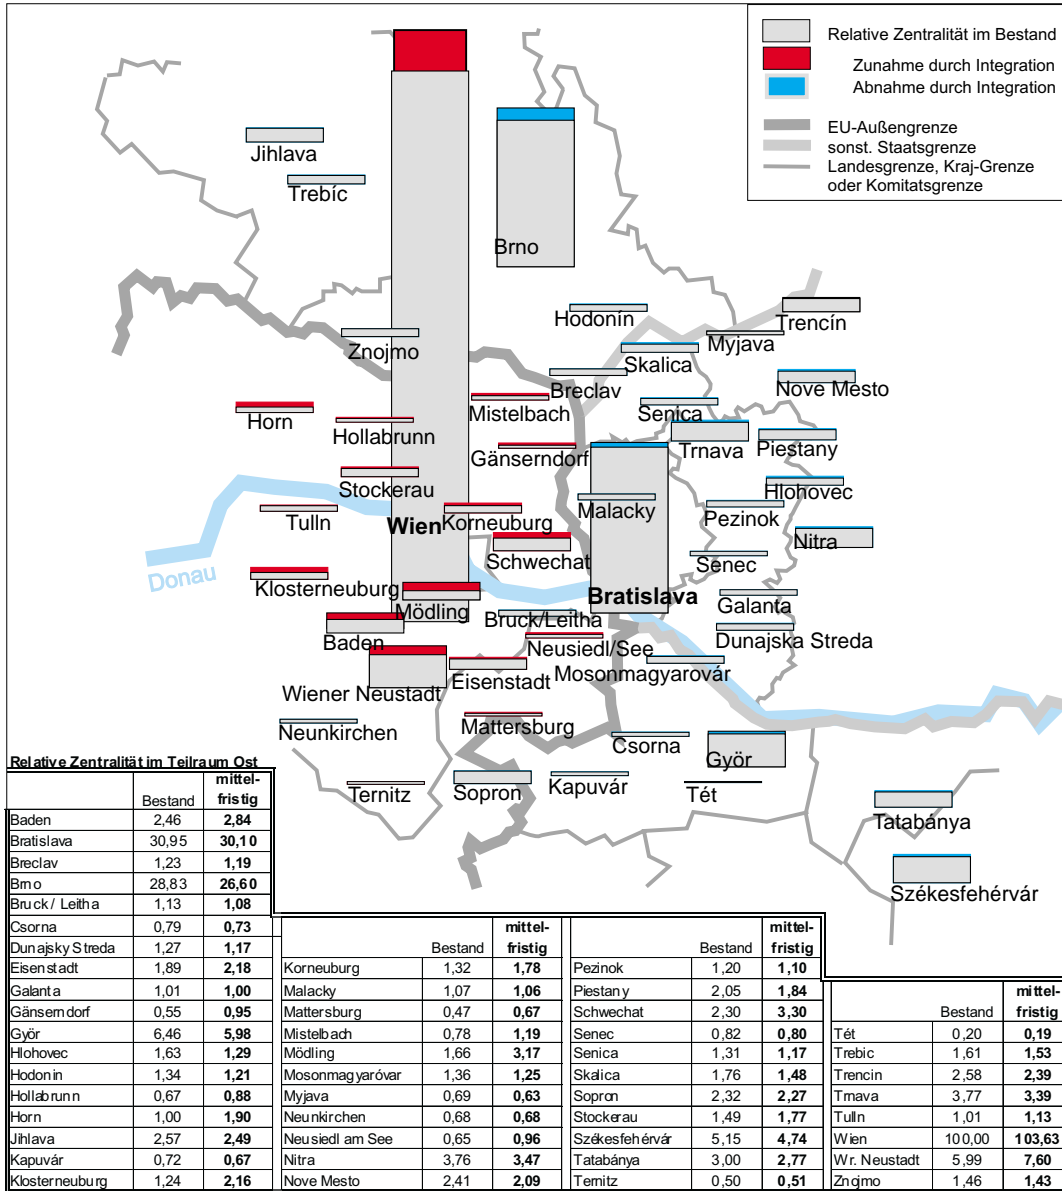 Relative Zentralität im Bestand
Zunahme durch Integration
Abnahme durch Integration
EU-Außengrenze
sonst. Staatsgrenze
Landesgrenze, Kraj-Grenze
oder Komitatsgrenze
Jihlava
Trebíc
Brno
Hodonín
Trencín
Znojmo
Myjava
Skalica
Breclav
Nove Mesto
Mistelbach
Senica
Horn
Hollabrunn
Trnava
Piestany
Gänserndorf
Stockerau
Hlohovec
Malacky
Tulln
Wien
Korneuburg
Pezinok
Nitra
Schwechat
Senec
Donau
Klosterneuburg
Mödling
Bratislava
Galanta
Bruck/Leitha
Baden
Neusiedl/See
Dunajska Streda
Eisenstadt
Mosonmagyarovár
Wiener Neustadt
Neunkirchen
Mattersburg
Csorna
Györ
Ternitz
Sopron
Kapuvár
Tét
Tatabánya
Székesfehérvár
Relative Zentralität im Teilraum Ost
Bestand mittel-fristig
Baden 2,46 2,84
Bratislava 30,95 30,10
Breclav 1,23 1,19
Brno 28,83 26,60
Bruck / Leitha 1,13 1,08
Csorna 0,79 0,73
Dunajsky Streda 1,27 1,17
Eisenstadt 1,89 2,18
Galanta 1,01 1,00
Gänserndorf 0,55 0,95
Györ 6,46 5,98
Hlohovec 1,63 1,29
Hodonin 1,34 1,21
Hollabrunn 0,67 0,88
Horn 1,00 1,90
Jihlava 2,57 2,49
Kapuvár 0,72 0,67
Klosterneuburg 1,24 2,16
Bestand mittel-fristig
Korneuburg 1,32 1,78
Malacky 1,07 1,06
Mattersburg 0,47 0,67
Mistelbach 0,78 1,19
Mödling 1,66 3,17
Mosonmagyaróvar 1,36 1,25
Myjava 0,69 0,63
Neunkirchen 0,68 0,68
Neusiedl am See 0,65 0,96
Nitra 3,76 3,47
Nove Mesto 2,41 2,09
Bestand mittel-fristig
Pezinok 1,20 1,10
Piestany 2,05 1,84
Schwechat 2,30 3,30
Senec 0,82 0,80
Senica 1,31 1,17
Skalica 1,76 1,48
Sopron 2,32 2,27
Stockerau 1,49 1,77
Székesfehérvár 5,15 4,74
Tatabánya 3,00 2,77
Ternitz 0,50 0,51
Bestand mittel-fristig
Tét 0,20 0,19
Trebic 1,61 1,53
Trencin 2,58 2,39
Trnava 3,77 3,39
Tulln 1,01 1,13
Wien 100,00 103,63
Wr. Neustadt 5,99 7,60
Znojmo 1,46 1,43